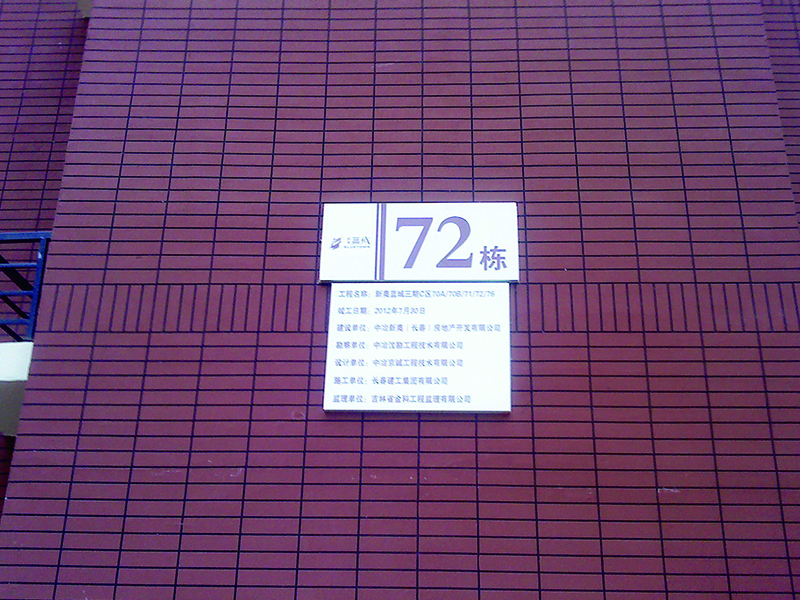 蓝城
BLUETOWN
72栋
工程名称：新奥蓝城三期C区70A/70B/71/72/76
竣工日期：2012年7月30日
建设单位：中冶新奥（长春）房地产开发有限公司
勘察单位：中冶沈勘工程技术有限公司
设计单位：中冶京诚工程技术有限公司
施工单位：长春建工集团有限公司
监理单位：吉林省金科工程监理有限公司